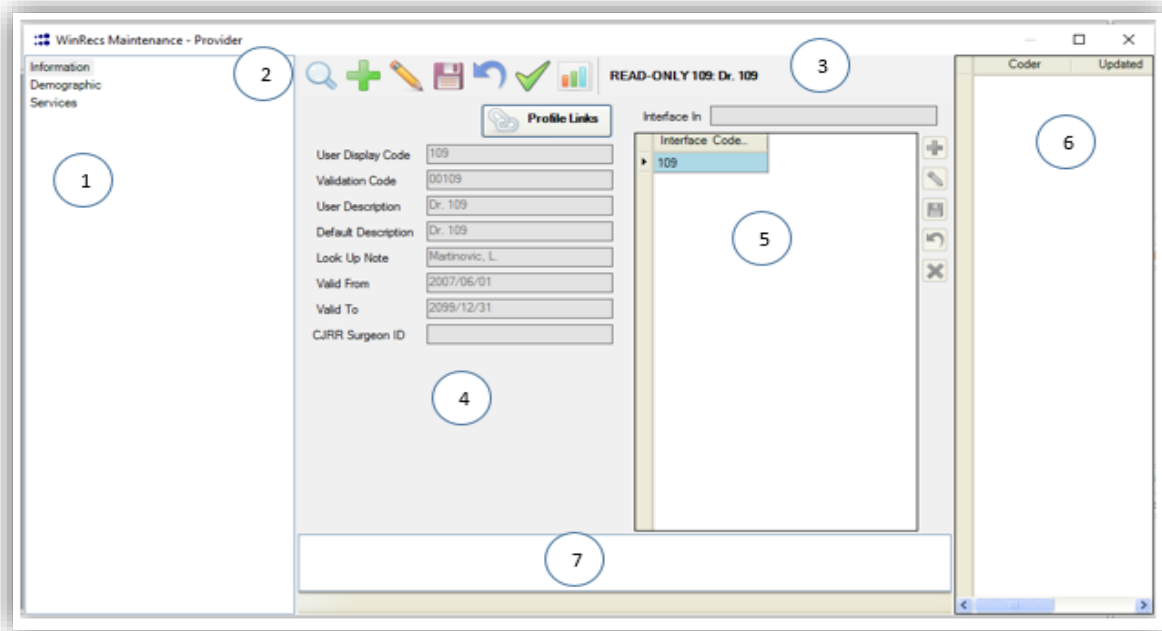 WinRecs Maintenance - Provider
Information
Demographic
Services
1
2
READ-ONLY 109: Dr. 109
3
Profile Links
User Display Code 109
Validation Code 00109
User Description Dr. 109
Default Description Dr. 109
Look Up Note Martinovic, L.
Valid From 2007/06/01
Valid To 2099/12/31
CJRR Surgeon ID
4
Interface In
Interface Code...
109
5
Coder Updated
6
7